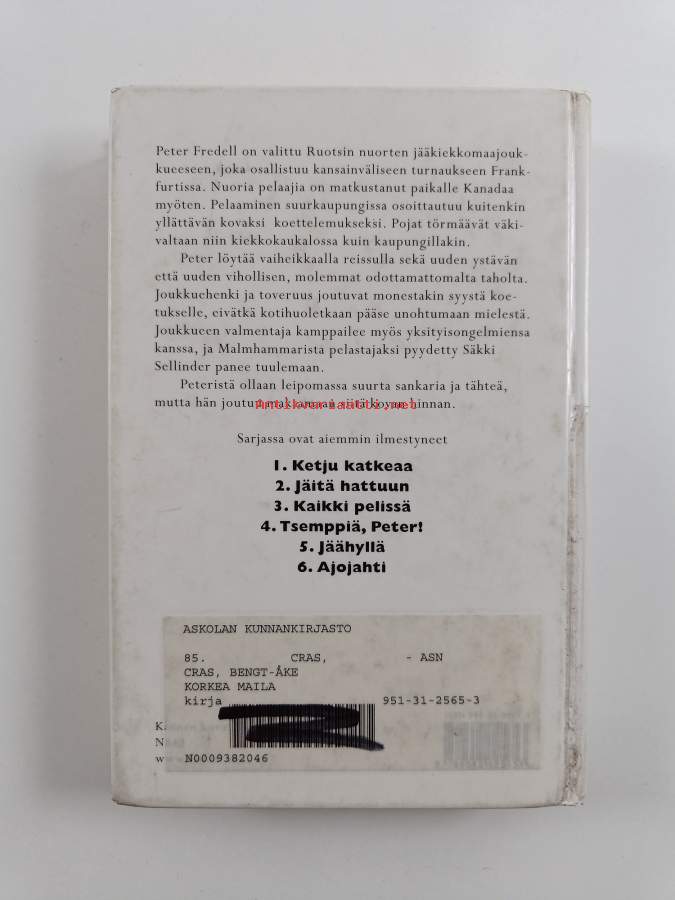 Peter Fredell on valittu Ruotsin nuorten jääkiekkomaajouk-
kueeseen, joka osallistuu kansainväliseen turnaukseen Frank-
furtissa. Nuoria pelaajia on matkustanut paikalle Kanadaa
myöten. Pelaaminen suurkaupungissa osoittautuu kuitenkin
yllättävän kovaksi koettelemukseksi. Pojat törmäävät väki-
valtaan niin kiekkokaukalossa kuin kaupungillakin.
Peter löytää vaiheikkaalla reissulla sekä uuden ystävän
että uuden vihollisen, molemmat odottamattomalta taholta.
Joukkuehenki ja toveruus joutuvat monestakin syystä koe-
tukselle, eivätkä kotihuoletkaan pääse unohtumaan mielestä.
Joukkueen valmentaja kamppailee myös yksityisongelmiensa
kanssa, ja Malmhammarista pelastajaksi pyydetty Säkki
Sellinder panee tuulemaan.
Peteristä ollaan leipomassa suurta sankaria ja tähteä,
mutta hän joutuu maksamaan siitä kovan hinnan.
Antikvariaatti.net
Sarjassa ovat aiemmin ilmestyneet
1. Ketju katkeaa
2. Jäitä hattuun
3. Kaikki pelissä
4. Tsemppiä, Peter!
5. Jäähyllä
6. Ajojahti
ASKOLAN KUNNANKIRJASTO
85. CRAS, - ASN
CRAS, BENGT-ÅKE
KORKEA MAILA
kirja 951-31-2565-3
N0009382046